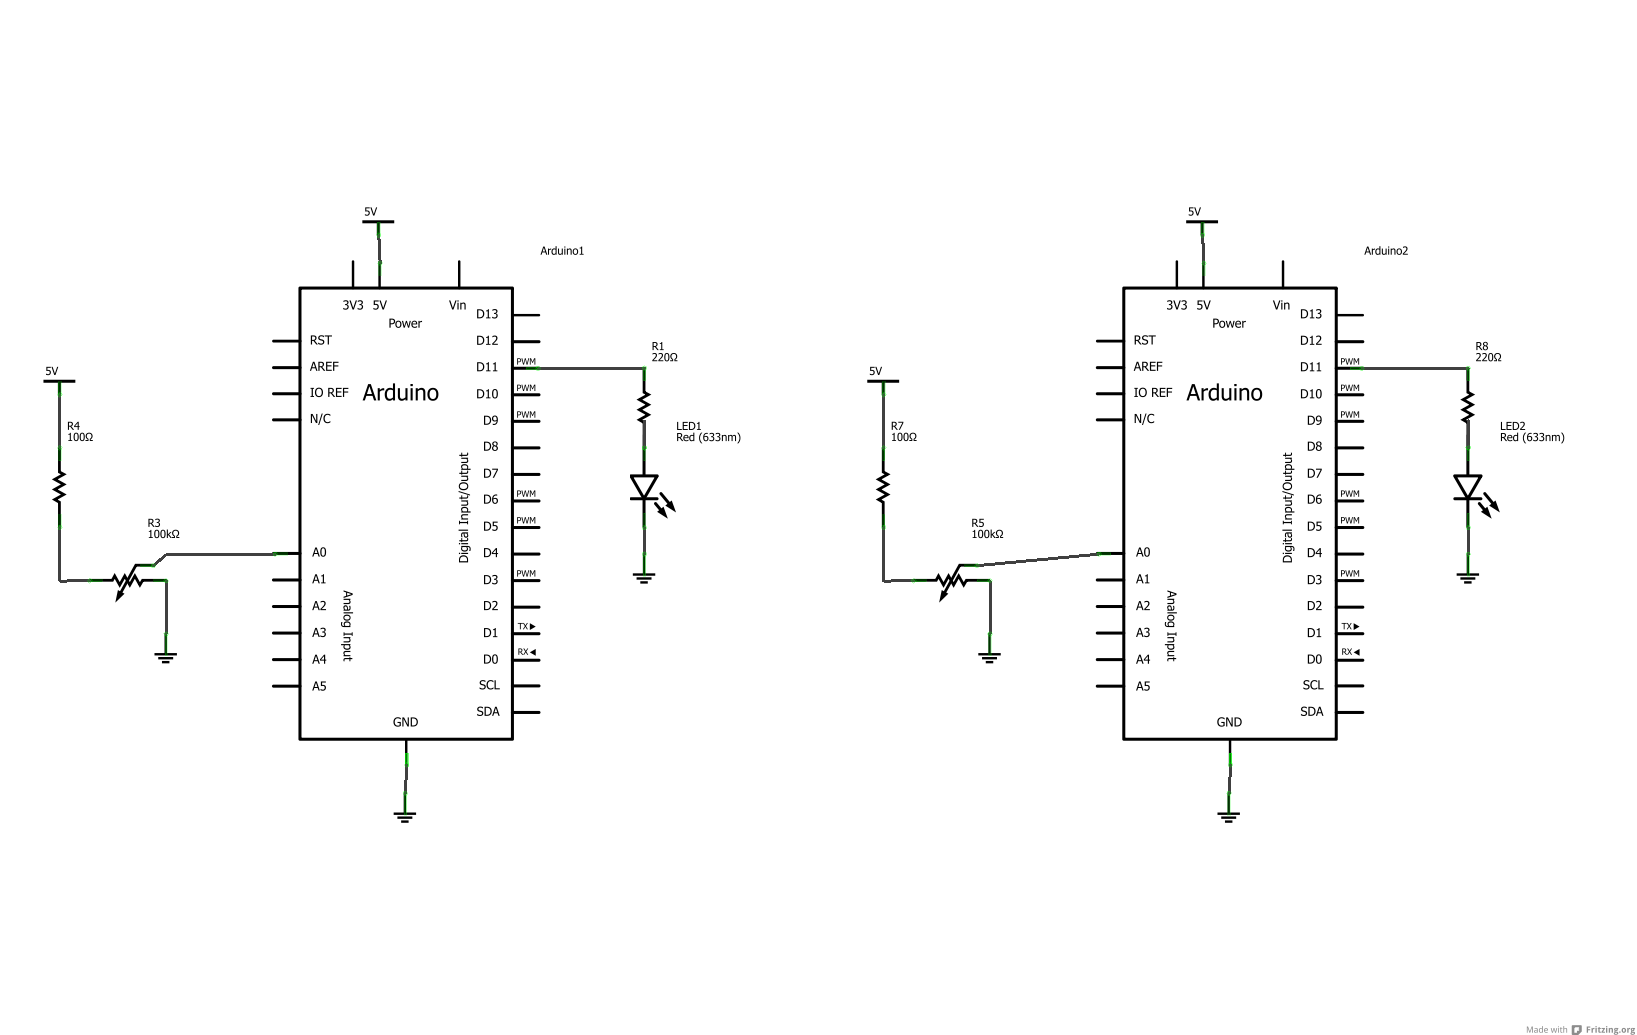 5V
Arduino1
3V3 5V Vin
Power
D13
RST
D12
R1
220Ω
AREF
D11
PWM
5V
IO REF
Arduino
D10
PWM
N/C
D9
PWM
R4
100Ω
LED1
Red (633nm)
D8
D7
Digital Input/Output
D6
PWM
R3
100kΩ
D5
PWM
A0
D4
A1
D3
PWM
A2
Analog Input
D2
A3
D1
TX
A4
D0
RX
A5
SCL
SDA
GND
5V
Arduino2
3V3 5V Vin
Power
D13
RST
D12
R8
220Ω
AREF
D11
PWM
5V
IO REF
Arduino
D10
PWM
N/C
D9
PWM
R7
100Ω
LED2
Red (633nm)
D8
D7
Digital Input/Output
D6
PWM
R5
100kΩ
D5
PWM
A0
D4
A1
D3
PWM
A2
Analog Input
D2
A3
D1
TX
A4
D0
RX
A5
SCL
SDA
GND
Made with Fritzing.org